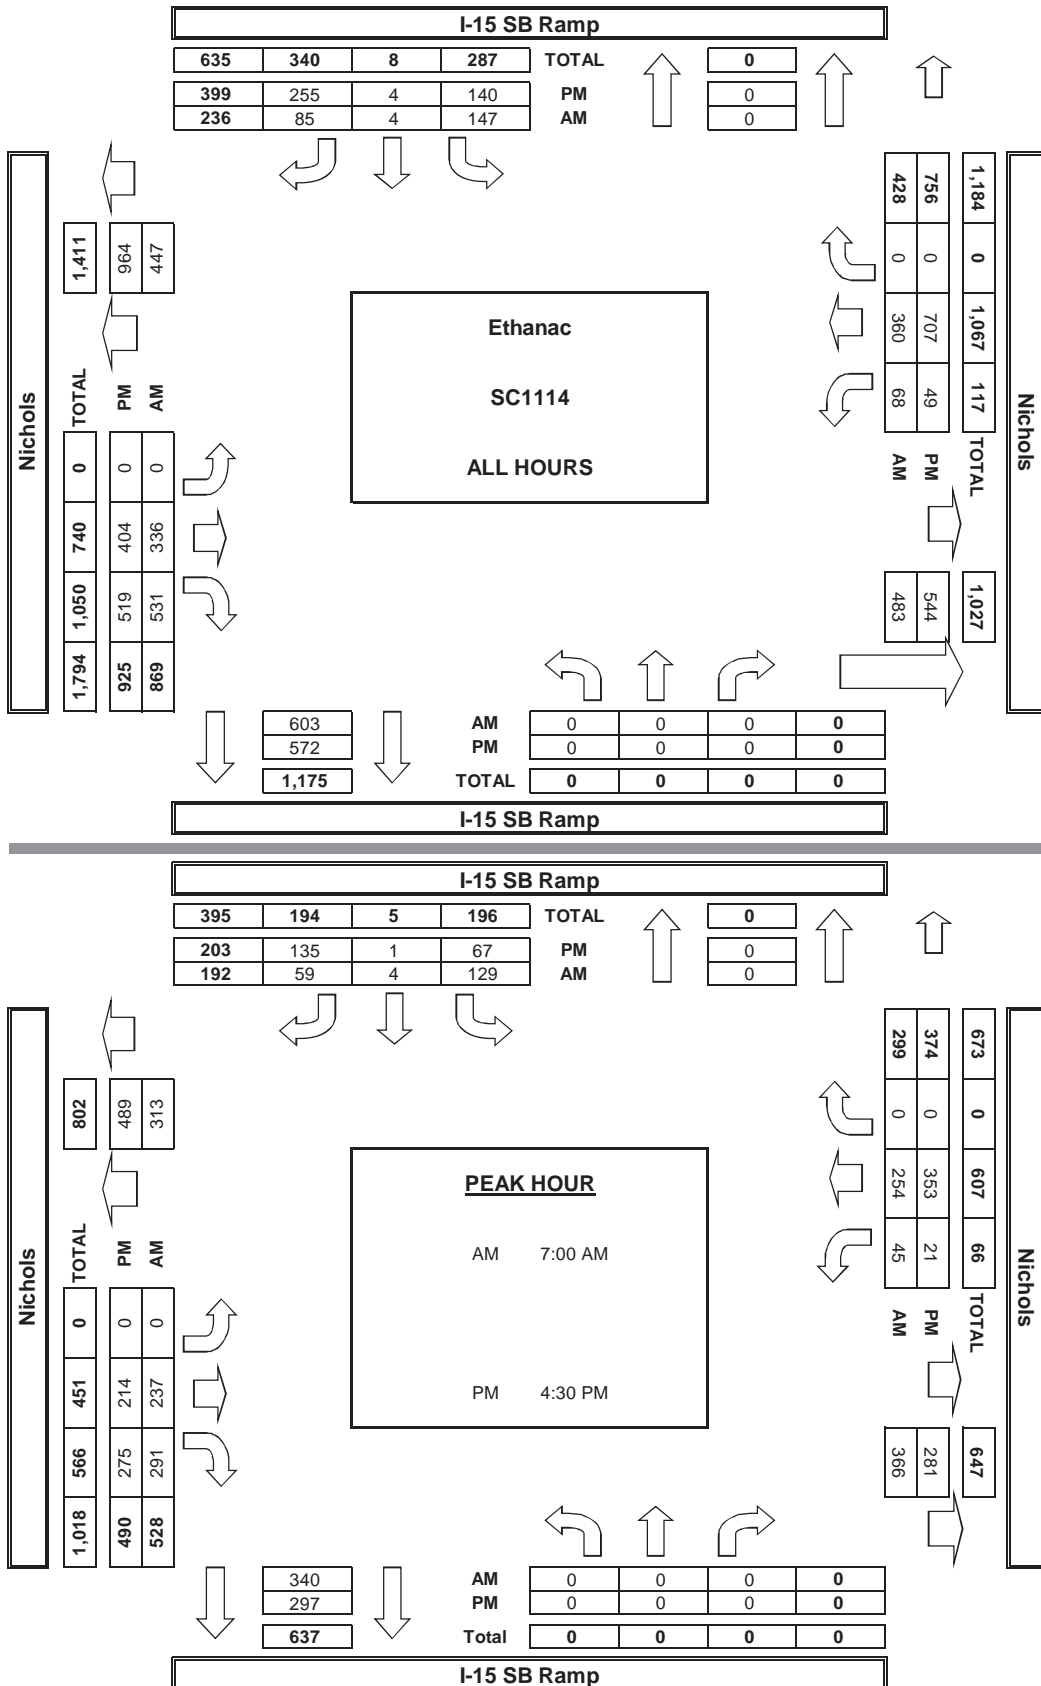 I-15 SB Ramp
635 340 8 287 TOTAL 0
399 255 4 140 PM 0
236 85 4 147 AM 0
Nichols
1,411
964
447
TOTAL
PM
AM
0 740 1,050 1,794
0 404 519 925
0 336 531 869
Ethanac
SC1114
ALL HOURS
1,184 0 1,067 117 TOTAL
756 0 707 49 PM
428 0 360 68 AM
1,027
544
483
Nichols
603 AM 0 0 0 0
572 PM 0 0 0 0
1,175 TOTAL 0 0 0 0
I-15 SB Ramp
I-15 SB Ramp
395 194 5 196 TOTAL 0
203 135 1 67 PM 0
192 59 4 129 AM 0
Nichols
802
489
313
TOTAL
PM
AM
0 451 566 1,018
0 214 275 490
0 237 291 528
PEAK HOUR
AM 7:00 AM
PM 4:30 PM
673 0 607 66 TOTAL
374 0 353 21 PM
299 0 254 45 AM
647
281
366
Nichols
340 AM 0 0 0 0
297 PM 0 0 0 0
637 Total 0 0 0 0
I-15 SB Ramp